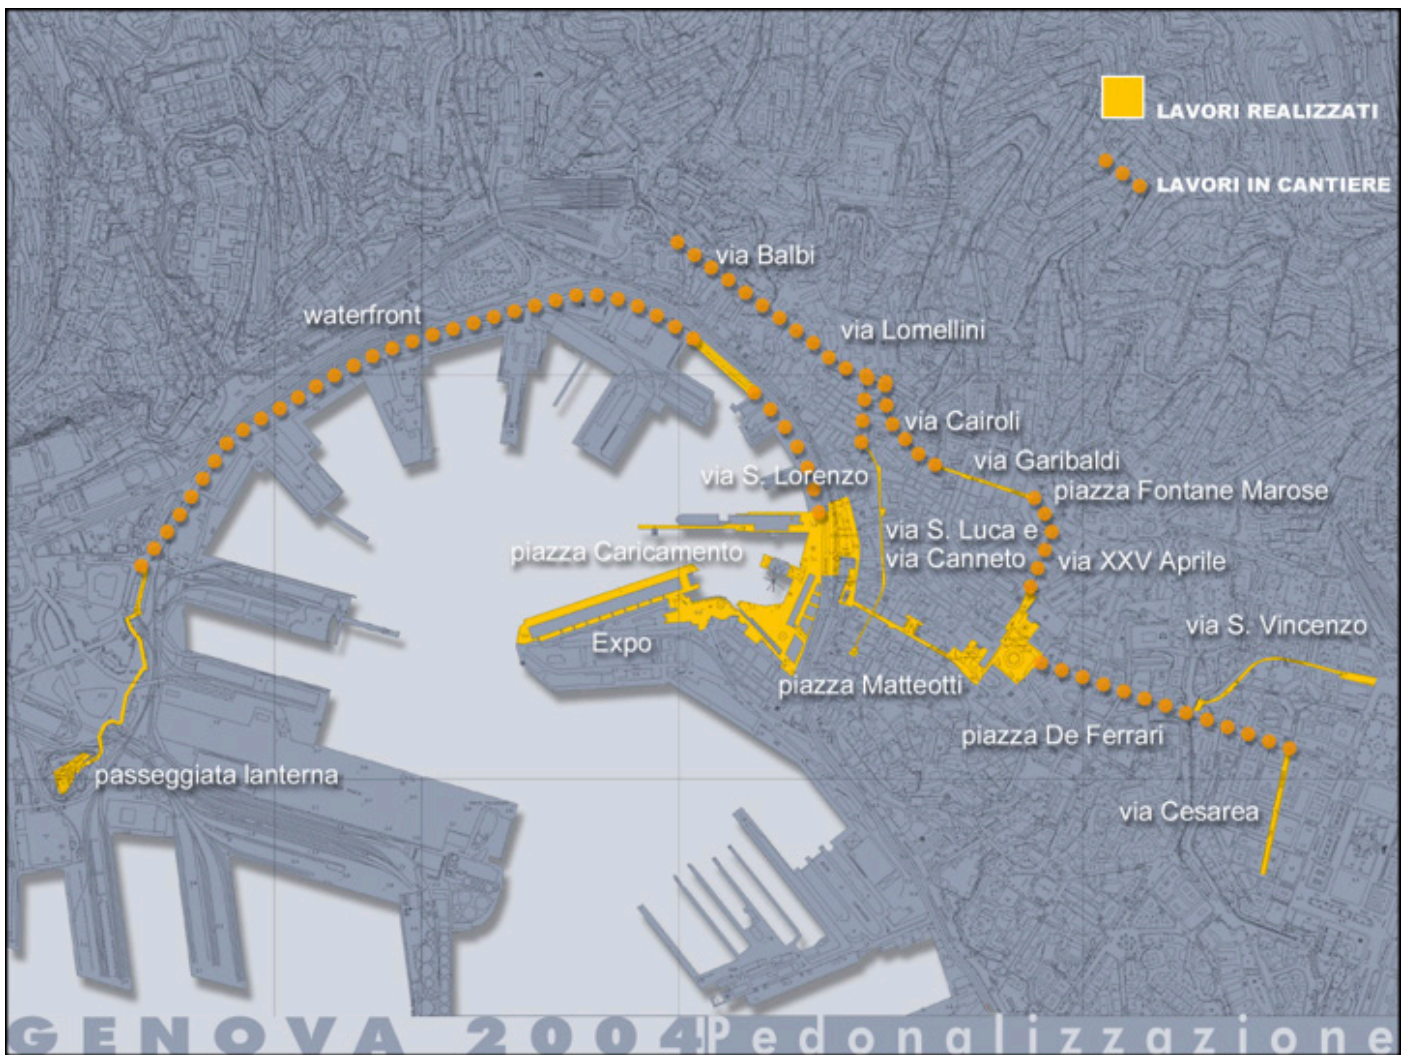 LAVORI REALIZZATI
LAVORI IN CANTIERE
via Balbi
waterfront
via Lomellini
via Cairoli
via Garibaldi
via S. Lorenzo
piazza Fontane Marose
via S. Luca e
via Canneto
piazza Caricamento
via XXV Aprile
via S. Vincenzo
Expo
piazza Matteotti
piazza De Ferrari
passeggiata lanterna
via Cesarea
GENOVA 2004 Pedonalizzazione